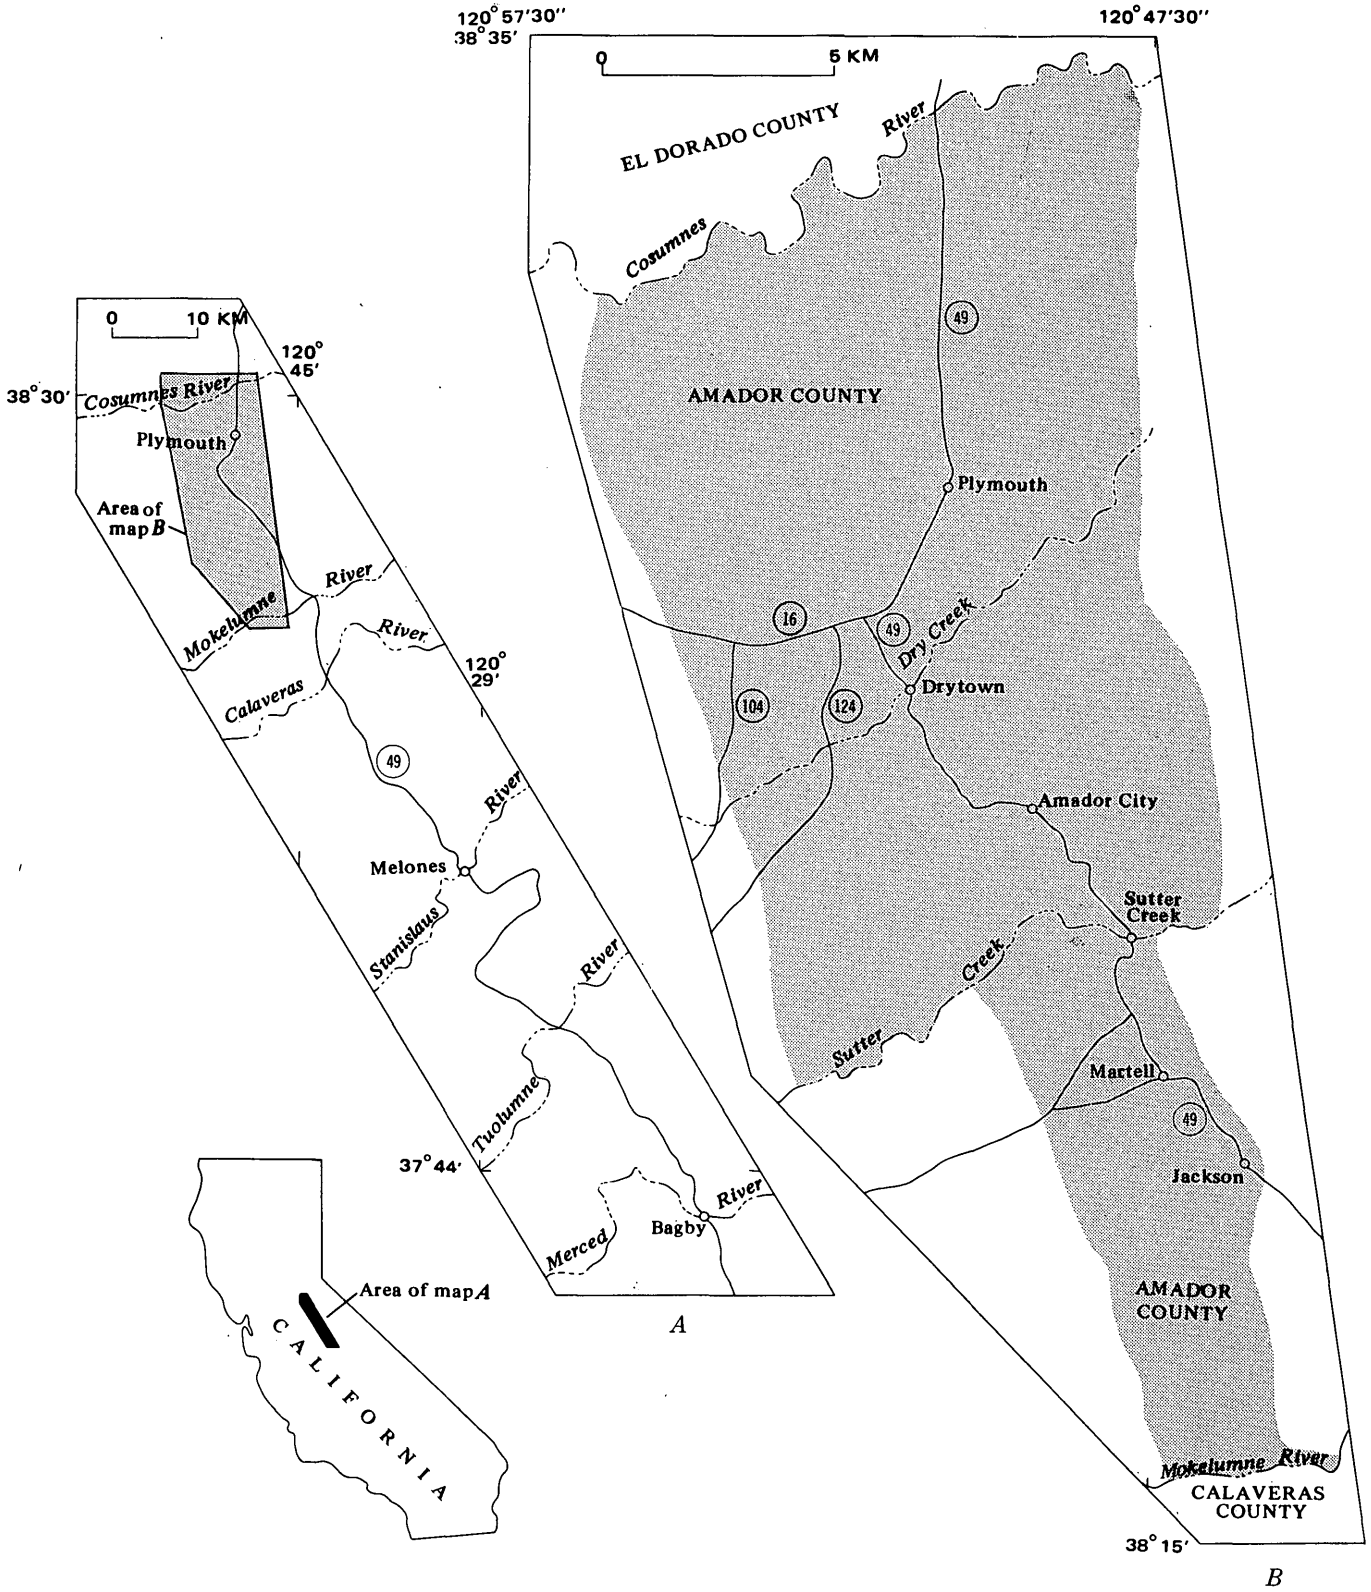 120°57'30"
38°35'
120°47'30"
0 5 KM
EL DORADO COUNTY
Cosumnes River
49
AMADOR COUNTY
Plymouth
16
49
Dry Creek
Drytown
104
124
Amador City
Sutter
Creek
Sutter Creek
Martell
49
Jackson
AMADOR
COUNTY
Mokelumne River
CALAVERAS
COUNTY
38°15'
B
0 10 KM
120°
45'
38°30'
Cosumnes River
Plymouth
Area of
map B
Mokelumne River
Calaveras River
120°
29'
49
Stanislaus River
Melones
Tuolumne River
37°44'
Merced River
Bagby
A
Area of map A
CALIFORNIA